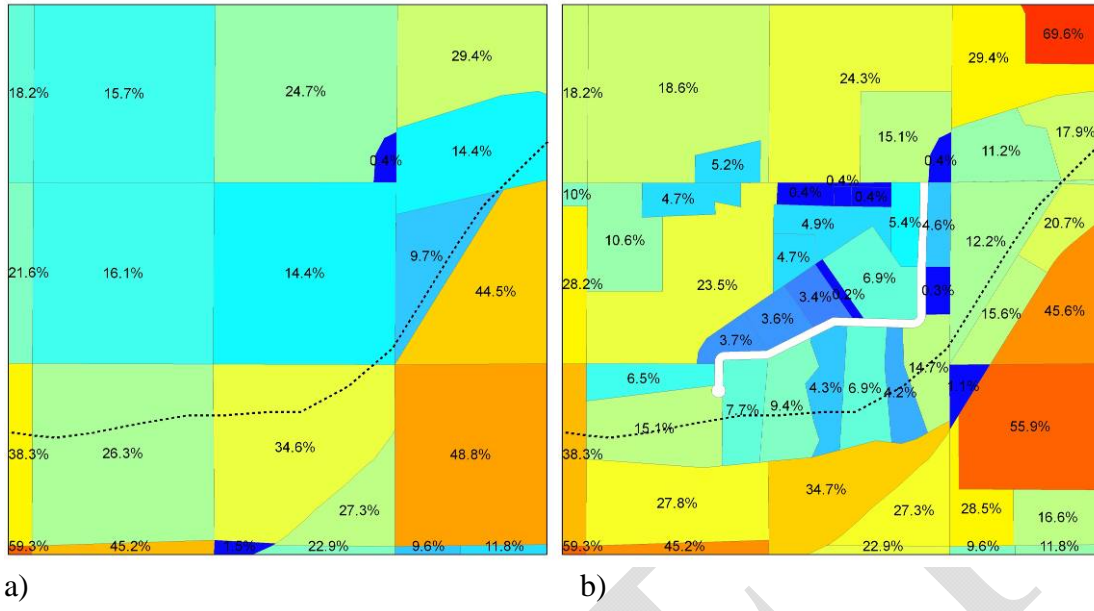 29.4%
18.2% 15.7% 24.7%
0.4% 14.4%
9.7%
21.6% 16.1% 14.4% 44.5%
38.3% 26.3% 34.6% 48.8%
27.3%
59.3% 45.2% 1.5% 22.9% 9.6% 11.8%
a)
69.6%
29.4%
18.2% 18.6% 24.3%
15.1% 17.9%
5.2% 0.4% 11.2%
0.4%
10% 4.7% 0.4% 0.4%
4.9% 5.4% 4.6% 20.7%
10.6% 12.2%
4.7%
28.2% 23.5% 6.9%
3.4% 0.2% 0.3%
3.6% 15.6% 45.6%
3.7%
14.7%
6.5% 4.3% 6.9% 4.2% 1.1%
7.7% 9.4%
15.1% 55.9%
38.3%
27.8% 34.7%
27.3% 28.5%
16.6%
59.3% 45.2% 22.9% 9.6% 11.8%
b)